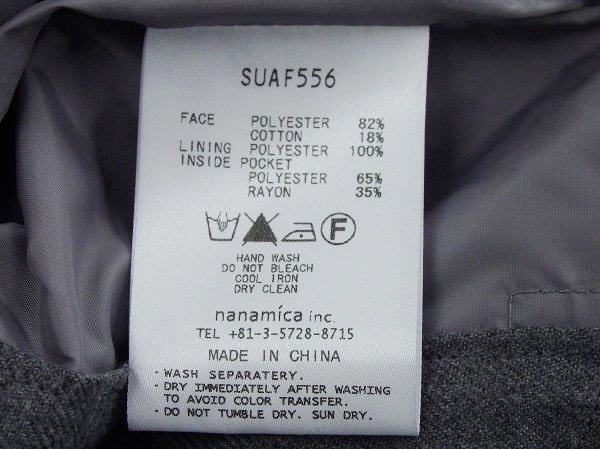 SUAF556
FACE POLYESTER 82%
COTTON 18%
LINING POLYESTER 100%
INSIDE POCKET
POLYESTER 65%
RAYON 35%
F
HAND WASH
DO NOT BLEACH
COOL IRON
DRY CLEAN
nanamica inc.
TEL +81-3-5728-8715
MADE IN CHINA
· WASH SEPARATERY.
· DRY IMMEDIATELY AFTER WASHING
TO AVOID COLOR TRANSFER.
· DO NOT TUMBLE DRY. SUN DRY.